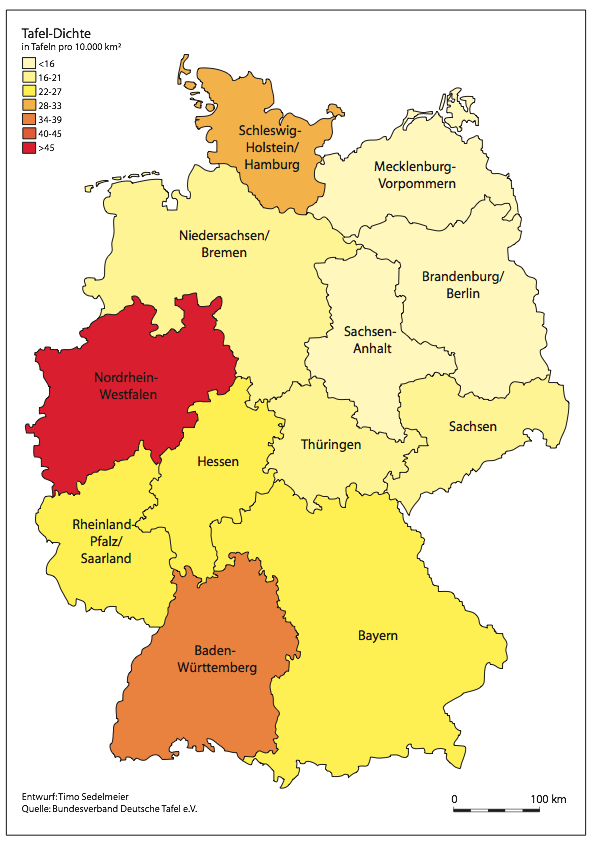 Tafel-Dichte
in Tafeln pro 10.000 km²
<16
16-21
22-27
28-33
34-39
40-45
>45
Schleswig-
Holstein/
Hamburg
Mecklenburg-
Vorpommern
Niedersachsen/
Bremen
Brandenburg/
Berlin
Sachsen-
Anhalt
Nordrhein-
Westfalen
Sachsen
Thüringen
Hessen
Rheinland-
Pfalz/
Saarland
Bayern
Baden-
Württemberg
Entwurf:Timo Sedelmeier
Quelle: Bundesverband Deutsche Tafel e.V.
0 100 km